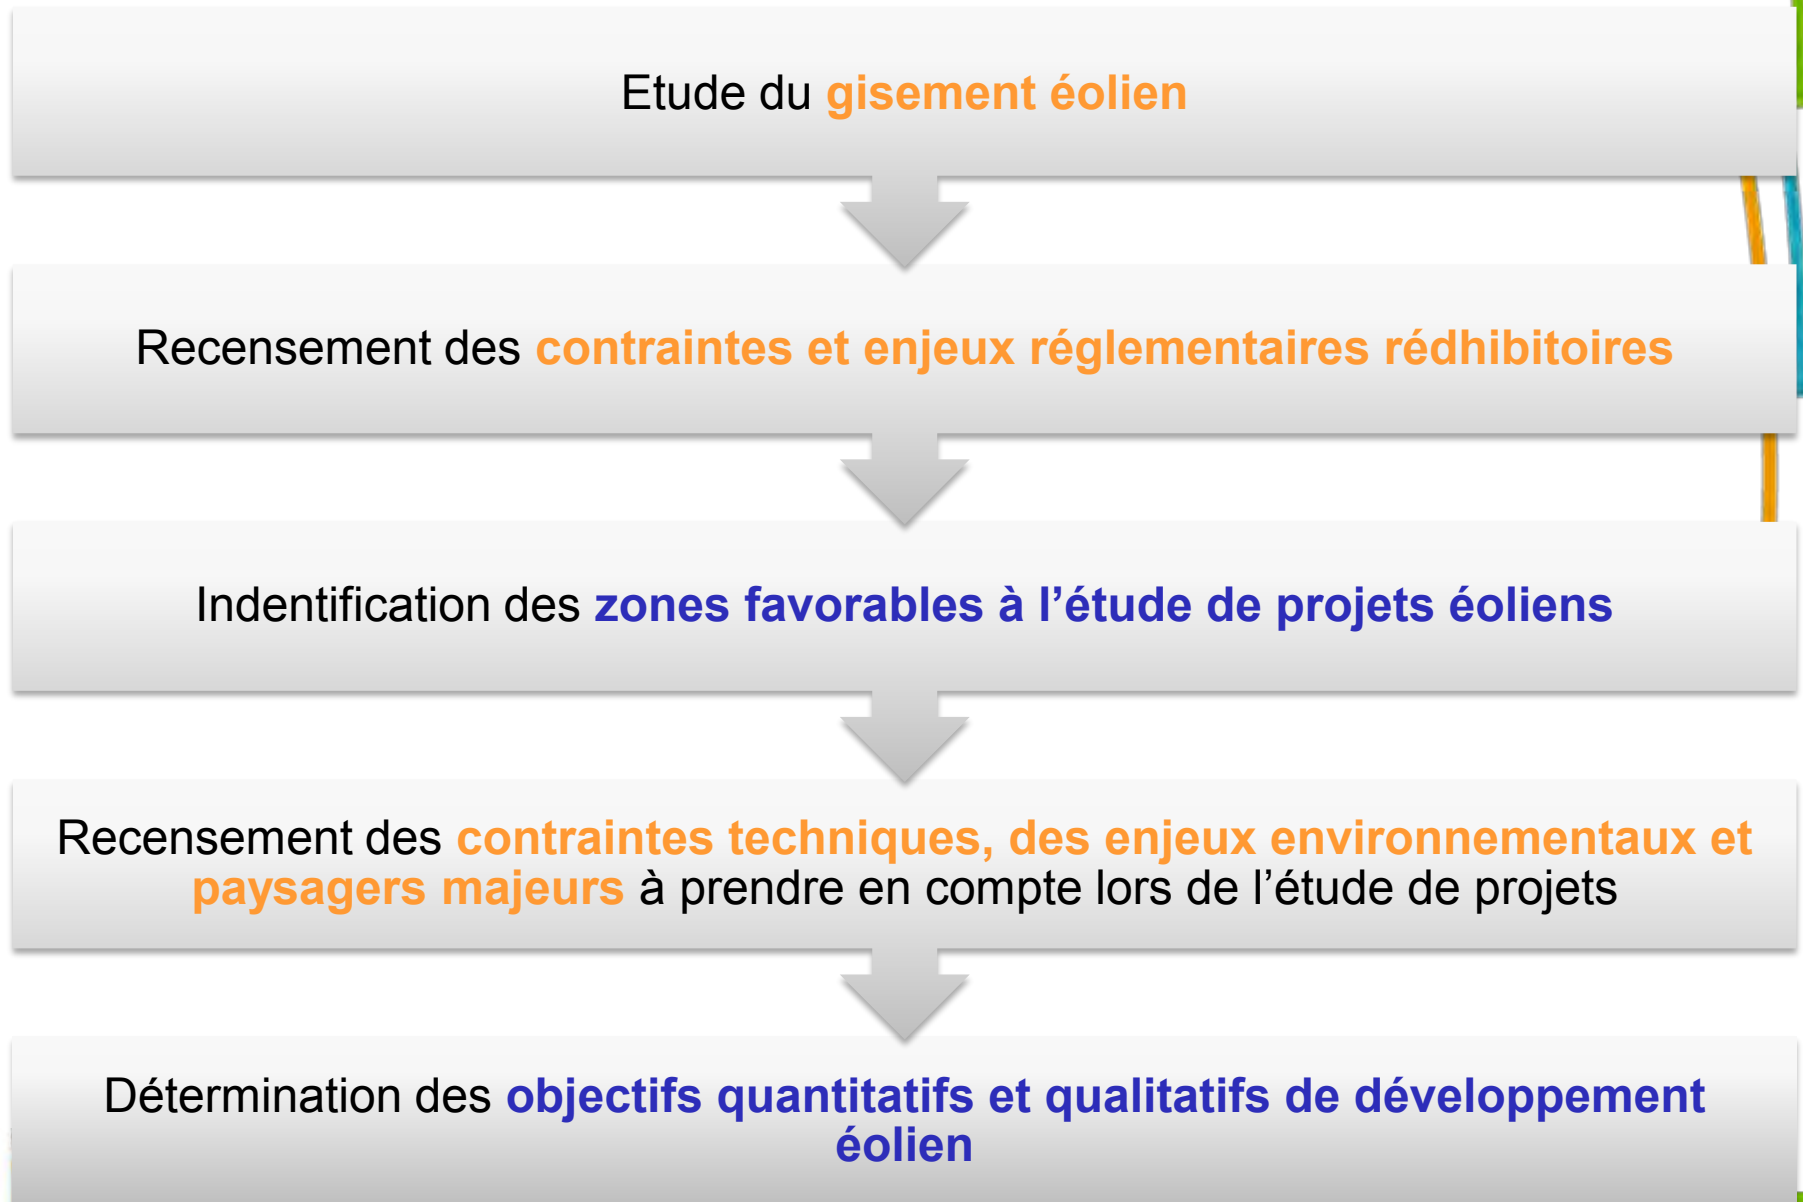 Etude du gisement éolien
Recensement des contraintes et enjeux réglementaires rédhibitoires
Indentification des zones favorables à l’étude de projets éoliens
Recensement des contraintes techniques, des enjeux environnementaux et
paysagers majeurs à prendre en compte lors de l’étude de projets
Détermination des objectifs quantitatifs et qualitatifs de développement
éolien